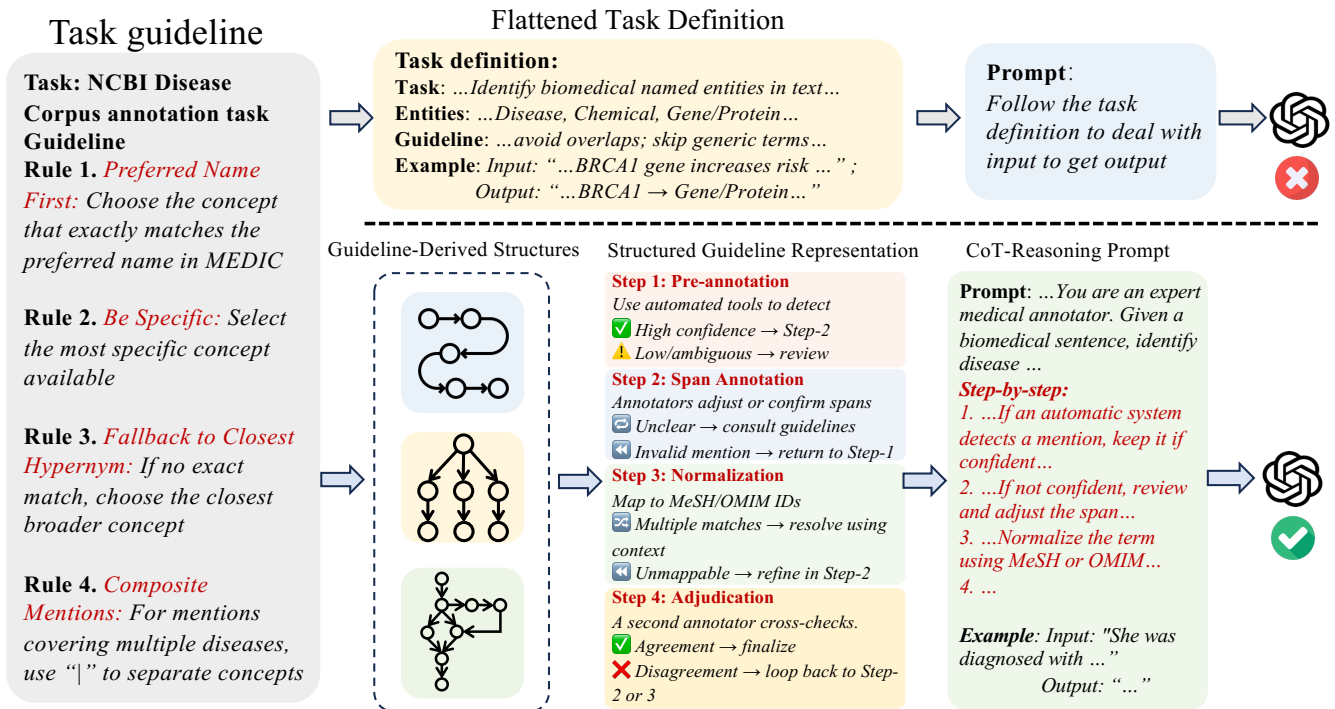 Task guideline
Task: NCBI Disease
Corpus annotation task
Guideline
Rule 1. Preferred Name
First: Choose the concept
that exactly matches the
preferred name in MEDIC
Rule 2. Be Specific: Select
the most specific concept
available
Rule 3. Fallback to Closest
Hypernym: If no exact
match, choose the closest
broader concept
Rule 4. Composite
Mentions: For mentions
covering multiple diseases,
use “|” to separate concepts
Flattened Task Definition
Task definition:
Task: …Identify biomedical named entities in text…
Entities: …Disease, Chemical, Gene/Protein…
Guideline: …avoid overlaps; skip generic terms…
Example: Input: “…BRCA1 gene increases risk …” ;
Output: “…BRCA1 → Gene/Protein…”
Prompt:
Follow the task
definition to deal with
input to get output
Guideline-Derived Structures
Structured Guideline Representation
Step 1: Pre-annotation
Use automated tools to detect
High confidence → Step-2
Low/ambiguous → review
Step 2: Span Annotation
Annotators adjust or confirm spans
Unclear → consult guidelines
Invalid mention → return to Step-1
Step 3: Normalization
Map to MeSH/OMIM IDs
Multiple matches → resolve using
context
Unmappable → refine in Step-2
Step 4: Adjudication
A second annotator cross-checks.
Agreement → finalize
Disagreement → loop back to Step-
2 or 3
CoT-Reasoning Prompt
Prompt: …You are an expert
medical annotator. Given a
biomedical sentence, identify
disease …
Step-by-step:
1. …If an automatic system
detects a mention, keep it if
confident…
2. …If not confident, review
and adjust the span…
3. …Normalize the term
using MeSH or OMIM…
4. …
Example: Input: "She was
diagnosed with …”
Output: “…”